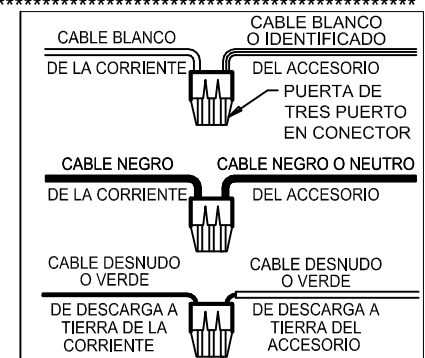 *********************************************
CABLE BLANCO
CABLE BLANCO
O IDENTIFICADO
DE LA CORRIENTE
DEL ACCESORIO
PUERTA DE
TRES PUERTO
EN CONECTOR
CABLE NEGRO
CABLE NEGRO O NEUTRO
DE LA CORRIENTE
DEL ACCESORIO
CABLE DESNUDO
O VERDE
CABLE DESNUDO
O VERDE
DE DESCARGA A
TIERRA DE LA
CORRIENTE
DE DESCARGA A
TIERRA DEL
ACCESORIO